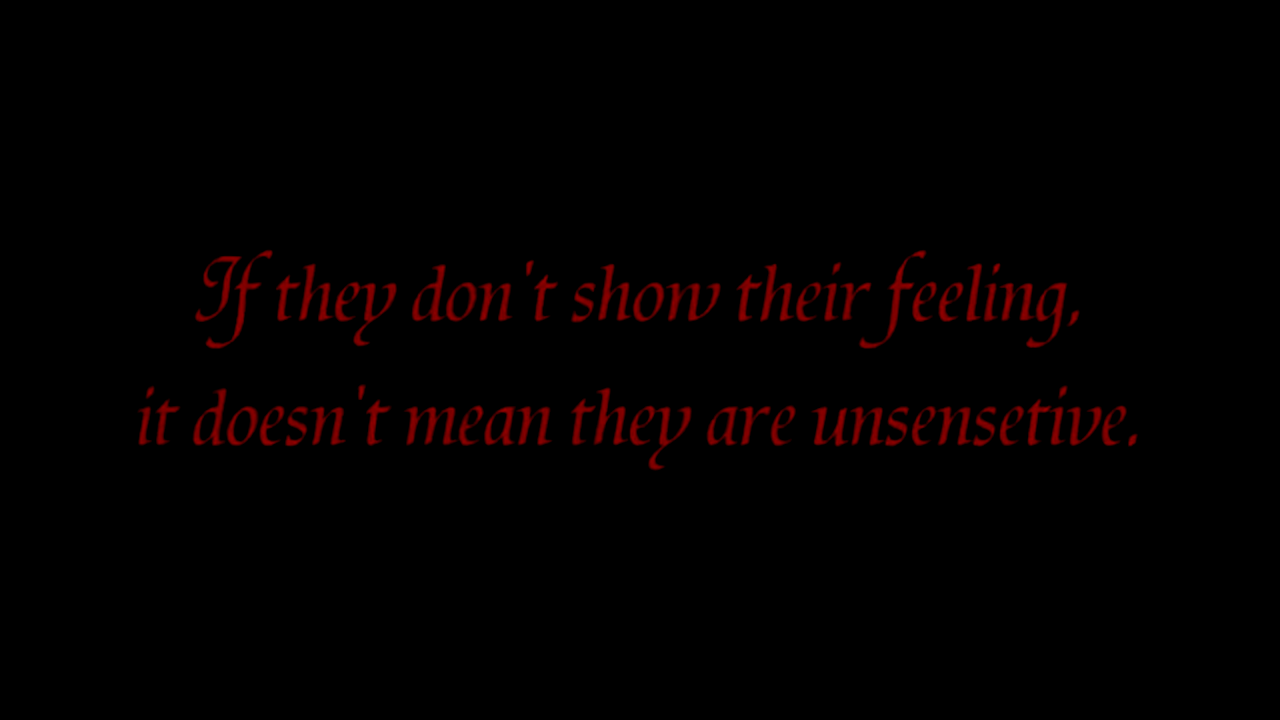 If they don't show their feeling,
it doesn't mean they are unsensetive.